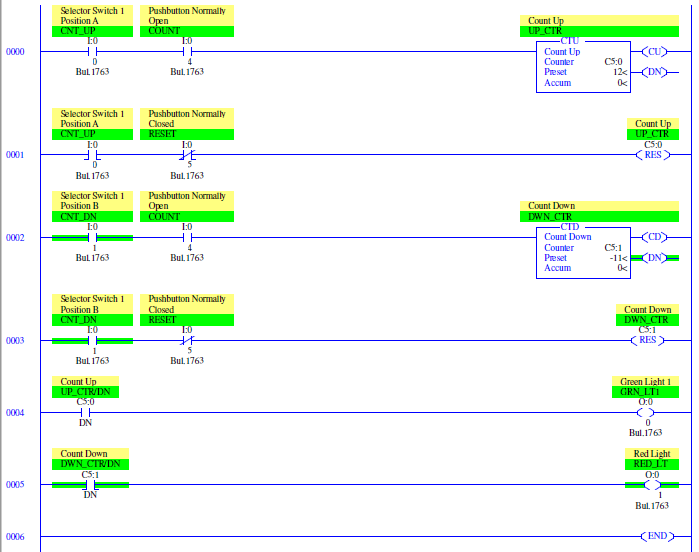 Selector Switch 1 Pushbutton Normally
Position A Open Count Up
CNT_UP COUNT UP_CTR
I:0 I:0 CTU
0000 Count Up CU
0 4 Counter C5:0
Bul.1763 Bul.1763 Preset 12< DN
Accum 0<
Selector Switch 1 Pushbutton Normally
Position A Closed Count Up
CNT_UP RESET UP_CTR
I:0 I:0 C5:0
0001 RES
0 5
Bul.1763 Bul.1763
Selector Switch 1 Pushbutton Normally
Position B Open Count Down
CNT_DN COUNT DWN_CTR
I:0 I:0 CTD
0002 Count Down CD
1 4 Counter C5:1
Bul.1763 Bul.1763 Preset -11< DN
Accum 0<
Selector Switch 1 Pushbutton Normally
Position B Closed Count Down
CNT_DN RESET DWN_CTR
I:0 I:0 C5:1
0003 RES
1 5
Bul.1763 Bul.1763
Count Up Green Light 1
UP_CTR/DN GRN_LT1
C5:0 O:0
0004
DN 0
Bul.1763
Count Down Red Light
DWN_CTR/DN RED_LT
C5:1 O:0
0005
DN 1
Bul.1763
0006 END